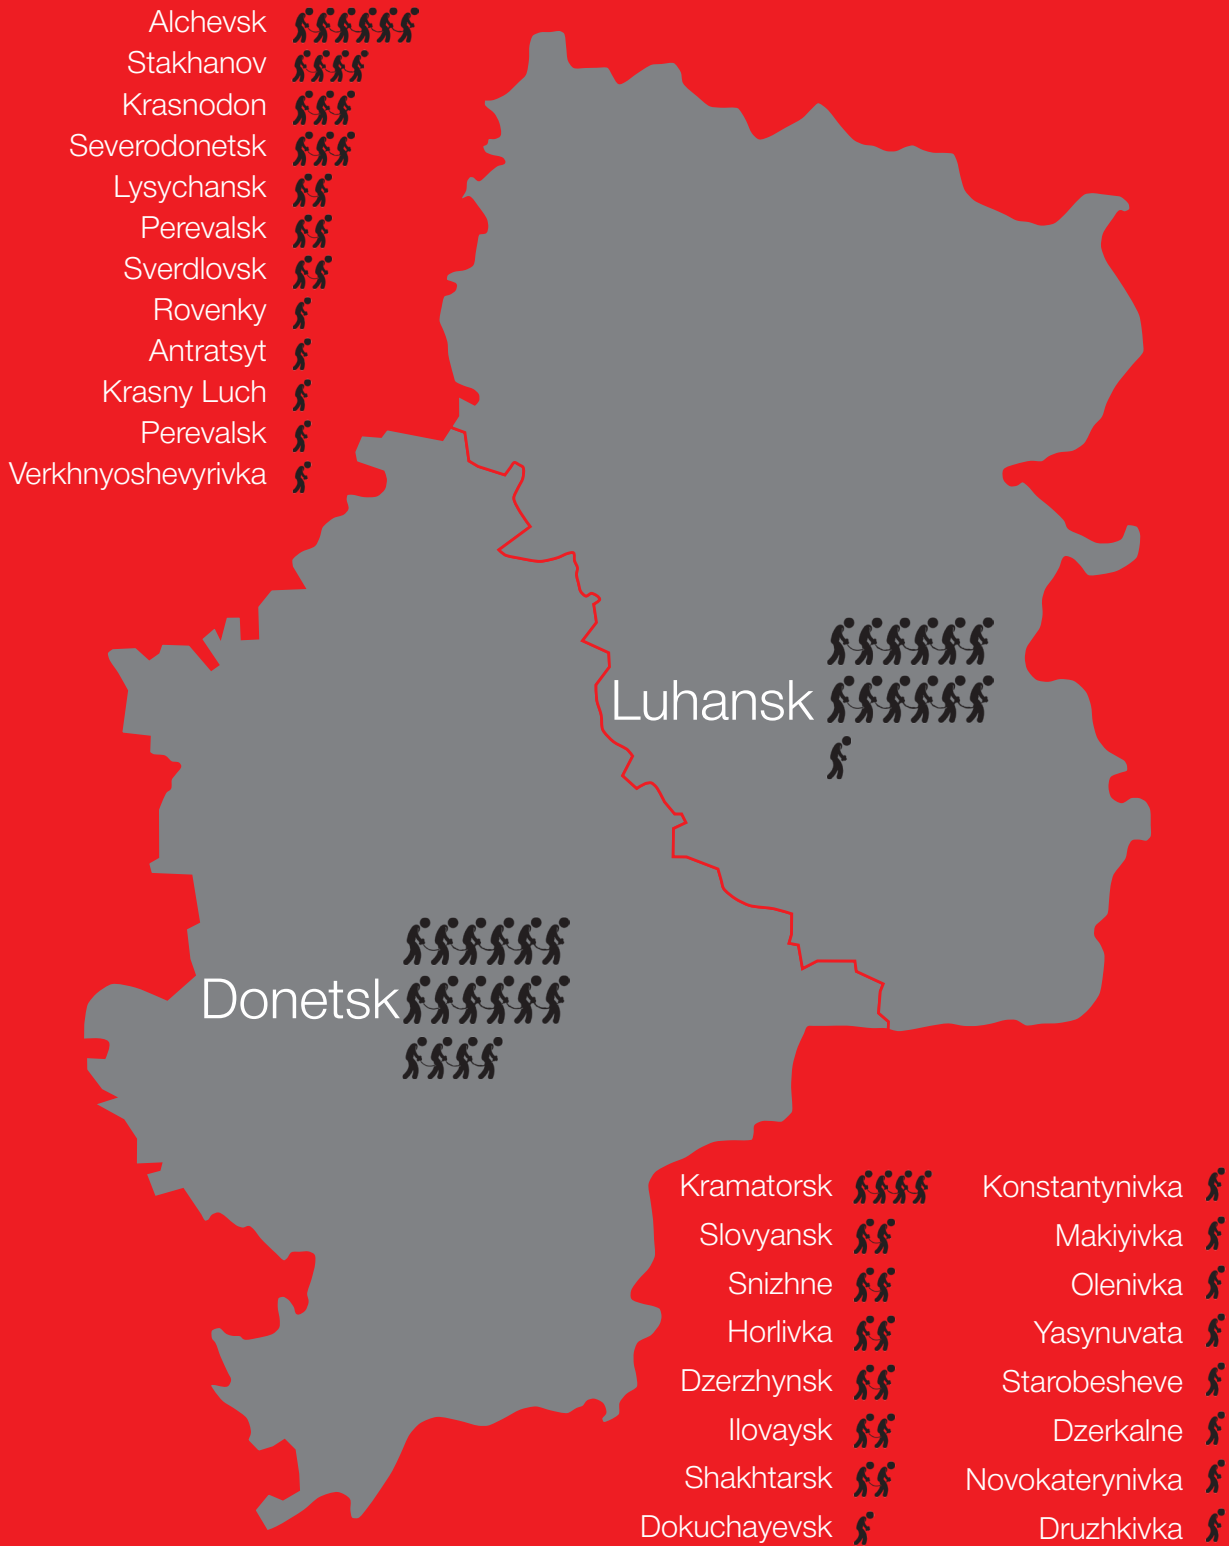 Alchevsk
Stakhanov
Krasnodon
Severodonetsk
Lysychansk
Perevalsk
Sverdlovsk
Rovenky
Antratsyt
Krasny Luch
Perevalsk
Verkhnyoshevyrivka
Luhansk
Donetsk
Kramatorsk
Slovyansk
Snizhne
Horlivka
Dzerzhynsk
Ilovaysk
Shakhtarsk
Dokuchayevsk
Konstantynivka
Makiyivka
Olenivka
Yasynuvata
Starobesheve
Dzerkalne
Novokaterynivka
Druzhkivka